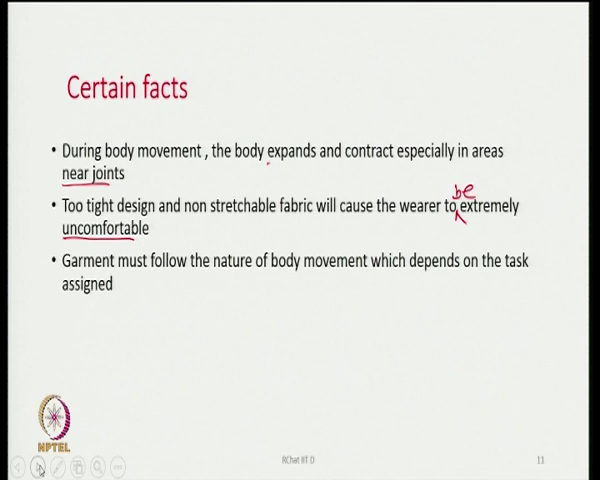 Certain facts
• During body movement , the body expands and contract especially in areas
near joints
• Too tight design and non stretchable fabric will cause the wearer to be extremely
uncomfortable
• Garment must follow the nature of body movement which depends on the task
assigned
NPTEL
RChat IIT D
11